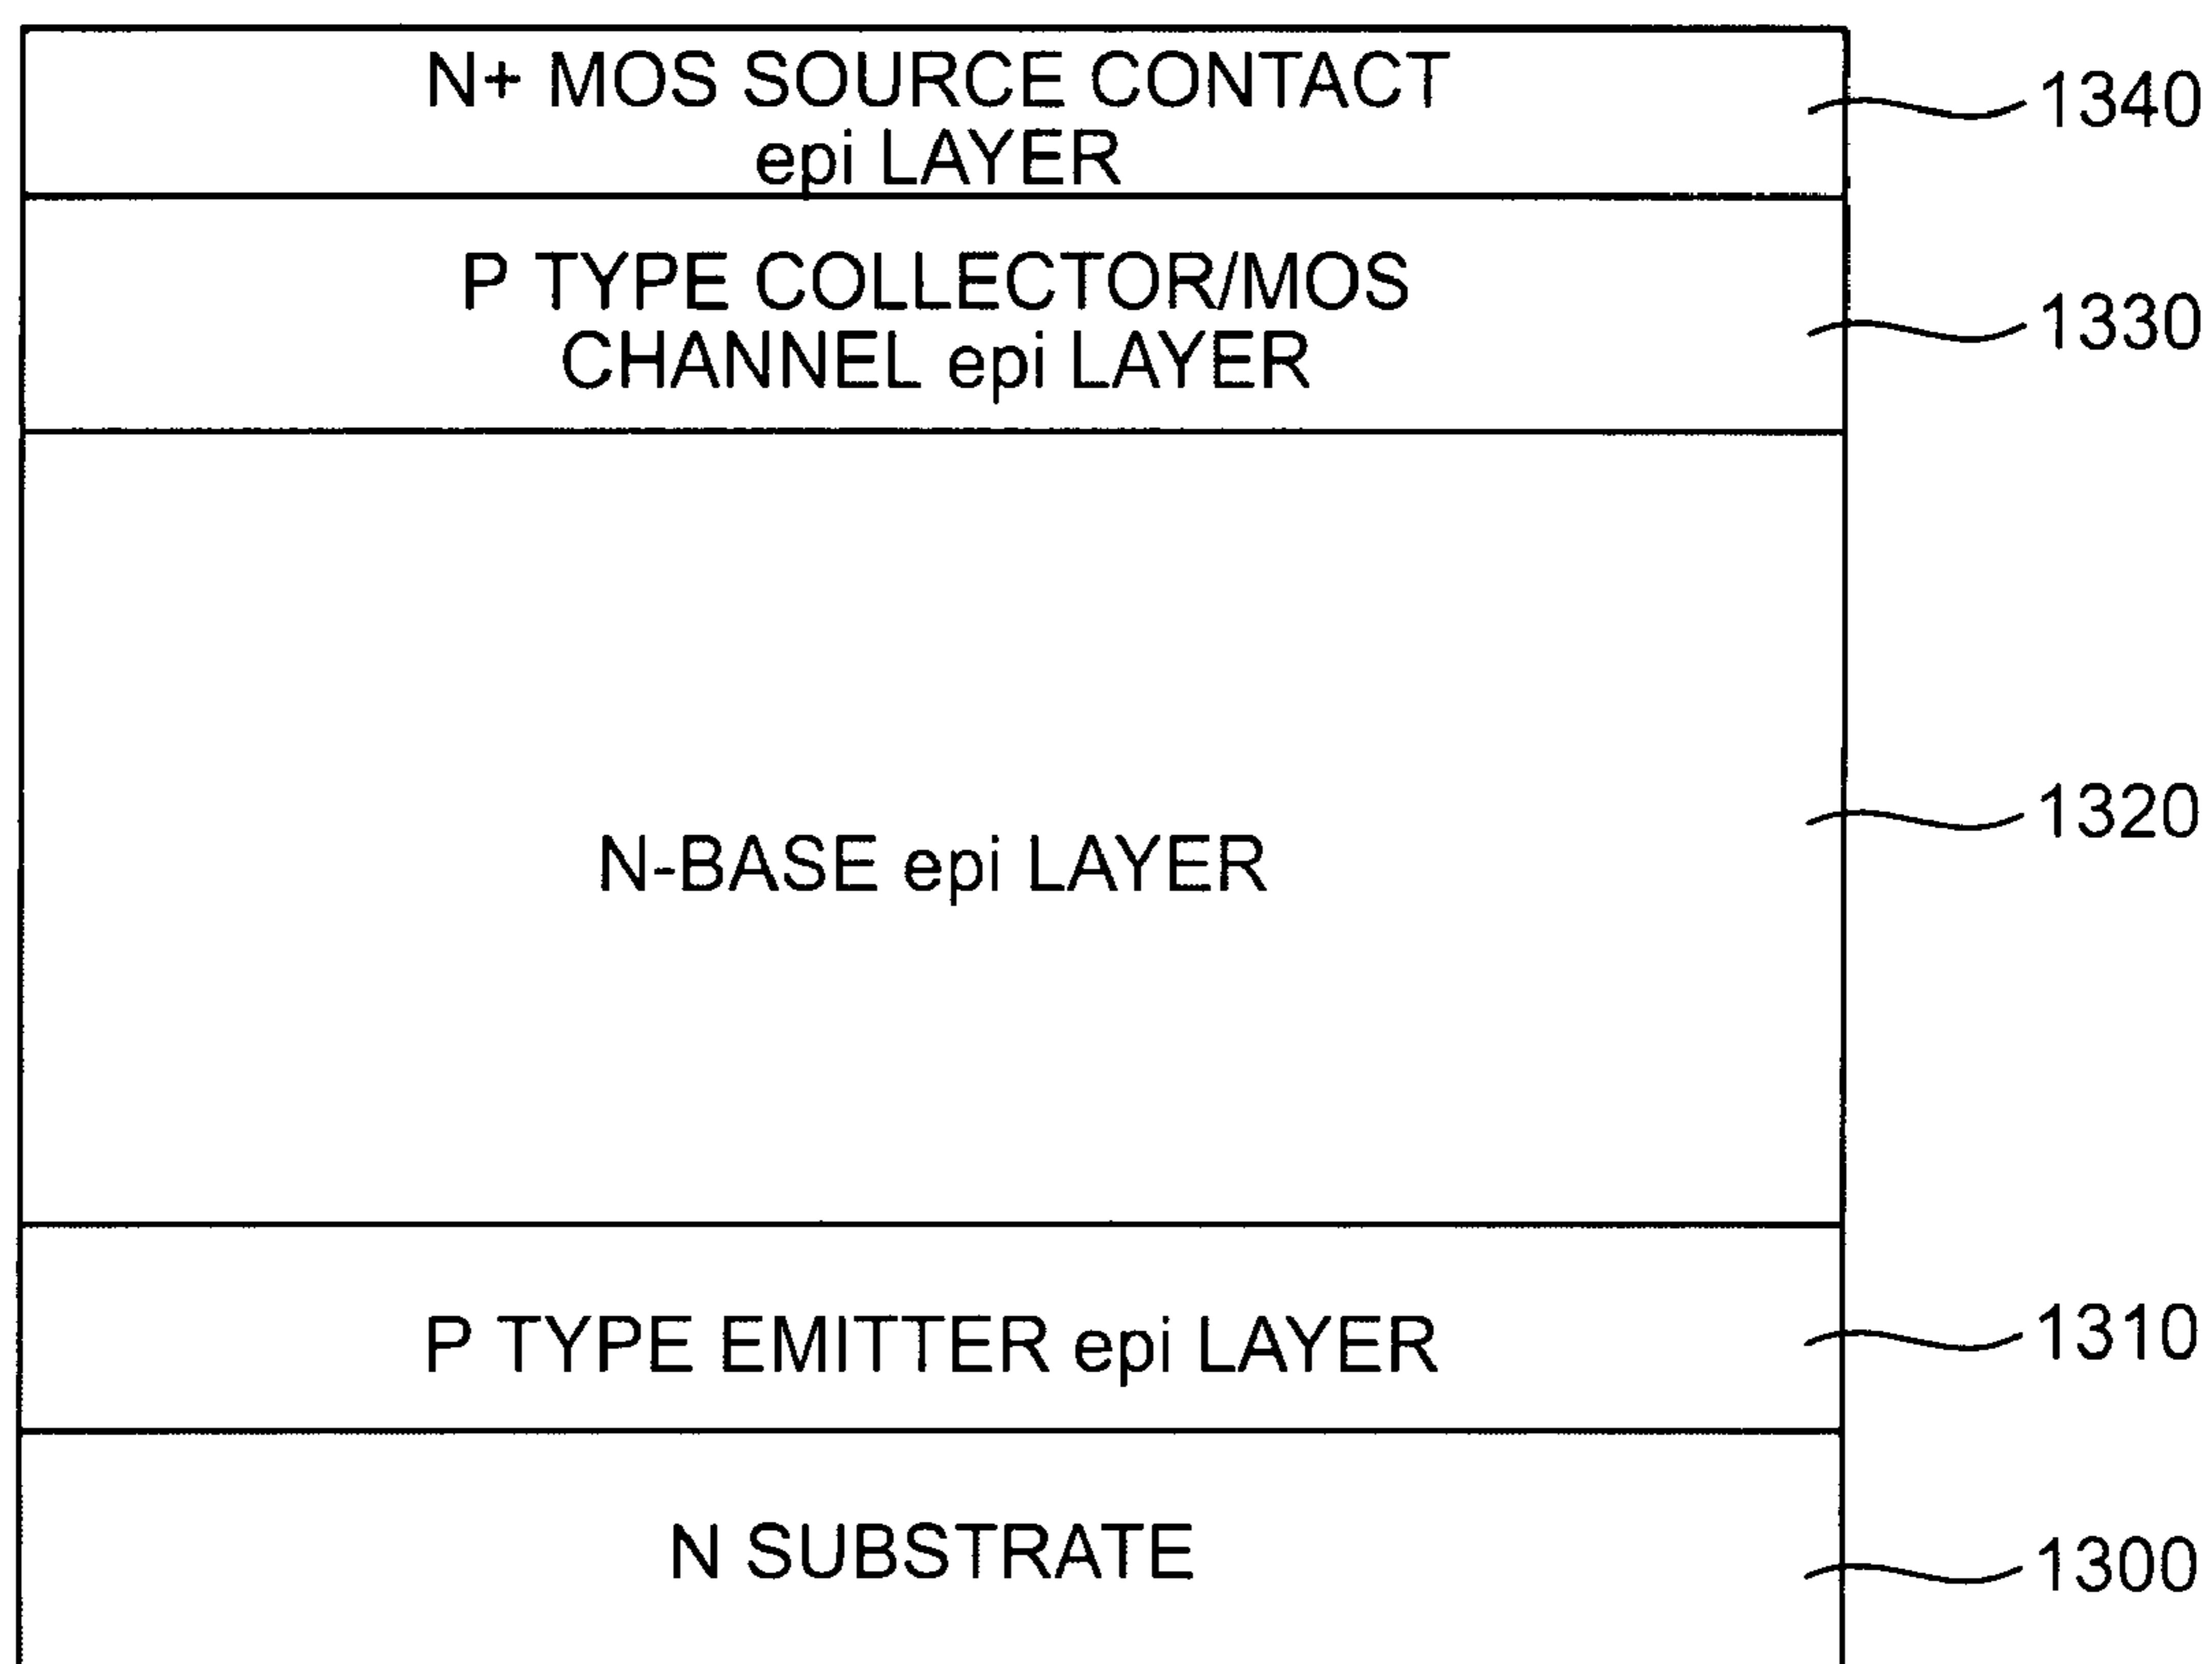 N+ MOS SOURCE CONTACT
epi LAYER
1340
P TYPE COLLECTOR/MOS
CHANNEL epi LAYER
1330
N-BASE epi LAYER
1320
P TYPE EMITTER epi LAYER
1310
N SUBSTRATE
1300